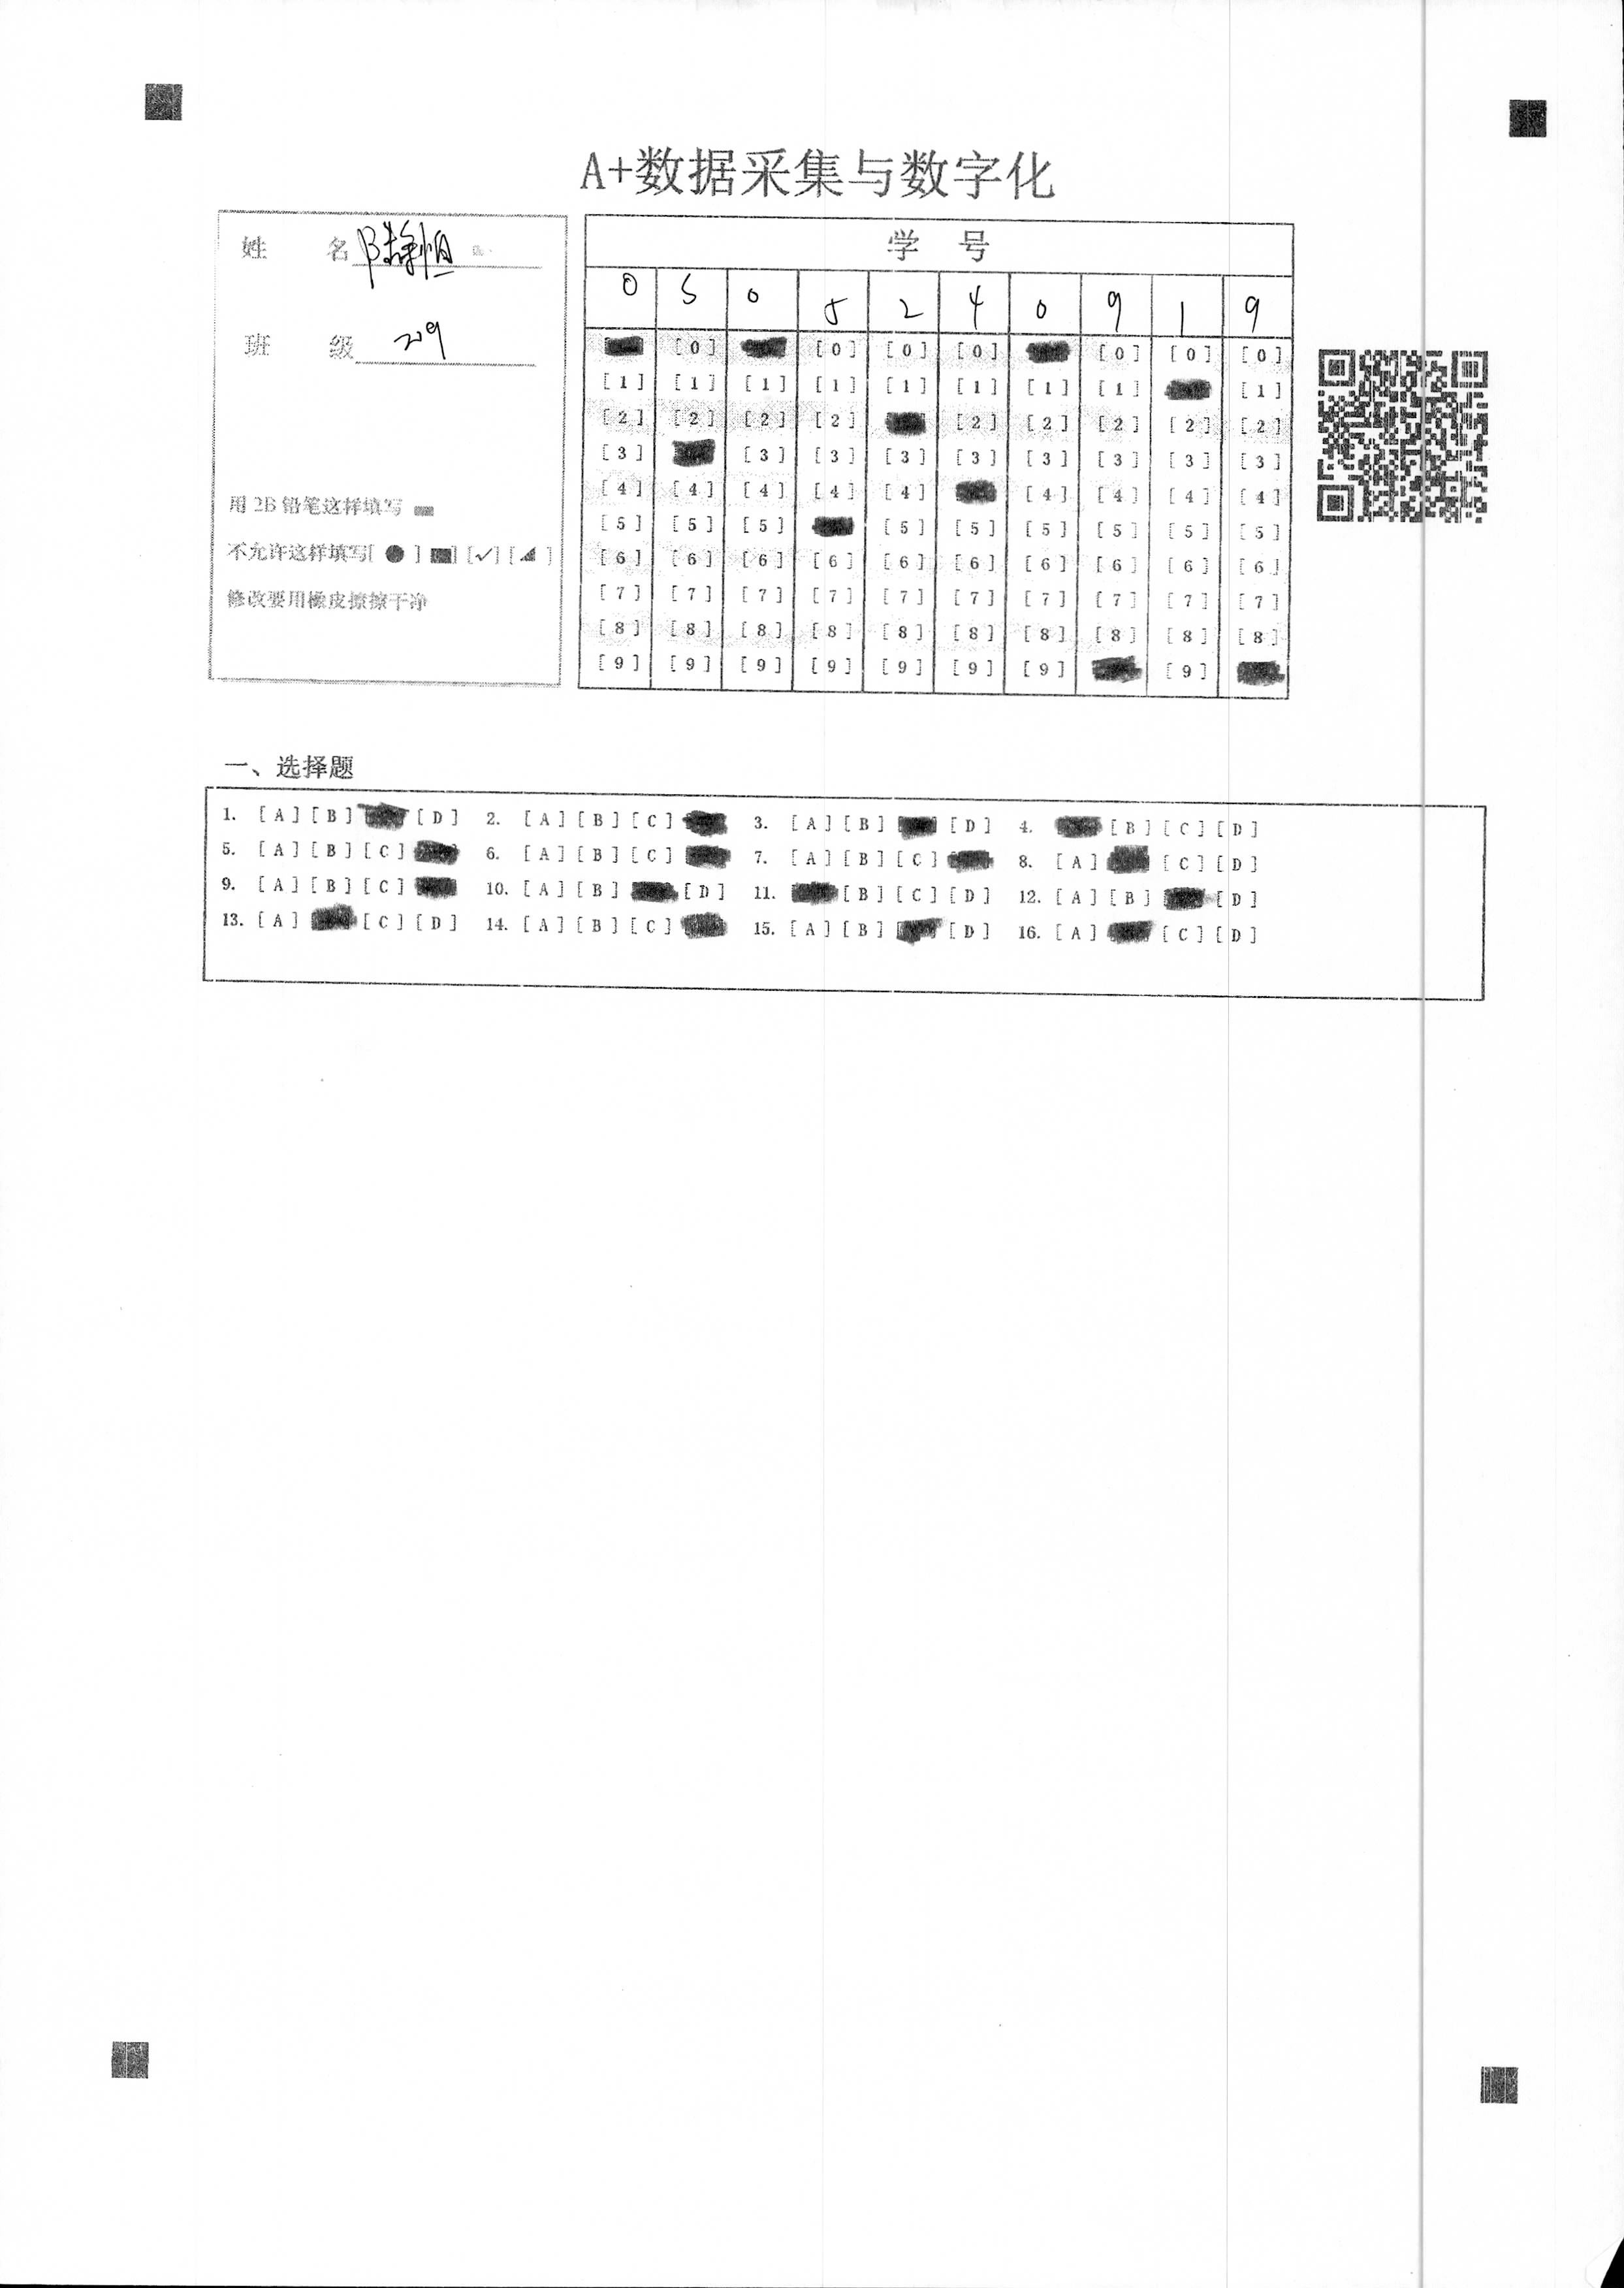 A+数据采集与数字化
姓 名 陈静怡
班 级 209
用 2B 铅笔这样填写
不允许这样填写[ ● ] [✓] [ ]
修改要用橡皮擦擦干净
学 号
0 5 0 5 2 4 0 9 1 9
[0] [0] [0] [0] [0] [0] [0]
[1] [1] [1] [1] [1] [1] [1] [1] [1]
[2] [2] [2] [2] [2] [2] [2] [2] [2]
[3] [3] [3] [3] [3] [3] [3] [3] [3]
[4] [4] [4] [4] [4] [4] [4] [4] [4]
[5] [5] [5] [5] [5] [5] [5] [5] [5]
[6] [6] [6] [6] [6] [6] [6] [6] [6] [6]
[7] [7] [7] [7] [7] [7] [7] [7] [7] [7]
[8] [8] [8] [8] [8] [8] [8] [8] [8] [8]
[9] [9] [9] [9] [9] [9] [9] [9]
一、选择题
1. [A] [B] [D] 2. [A] [B] [C] 3. [A] [B] [D] 4. [B] [C] [D]
5. [A] [B] [C] 6. [A] [B] [C] 7. [A] [B] [C] 8. [A] [C] [D]
9. [A] [B] [C] 10. [A] [B] [D] 11. [B] [C] [D] 12. [A] [B] [D]
13. [A] [C] [D] 14. [A] [B] [C] 15. [A] [B] [D] 16. [A] [C] [D]